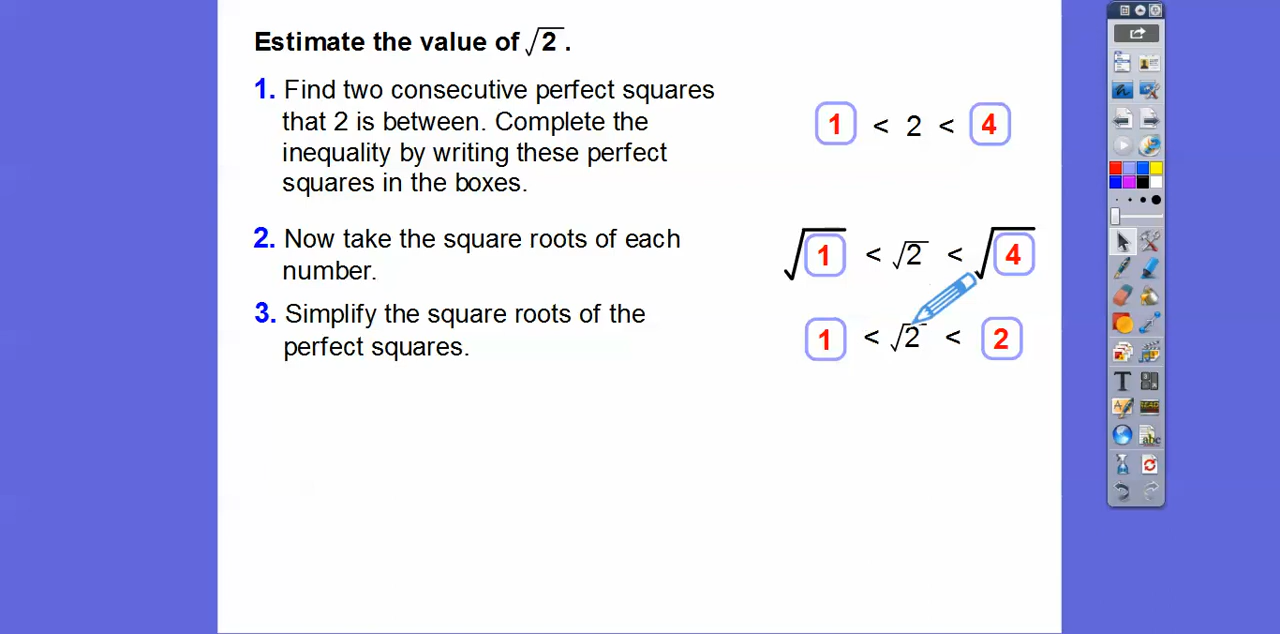 Estimate the value of √2.
1. Find two consecutive perfect squares
that 2 is between. Complete the
inequality by writing these perfect
squares in the boxes.
1 < 2 < 4
2. Now take the square roots of each
number.
√1 < √2 < √4
3. Simplify the square roots of the
perfect squares.
1 < √2 < 2